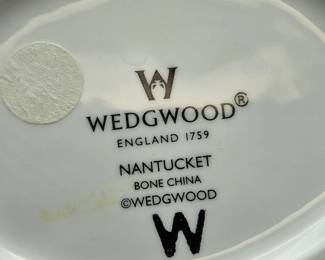 W
WEDGWOOD®
ENGLAND 1759
NANTUCKET
BONE CHINA
©WEDGWOOD
W